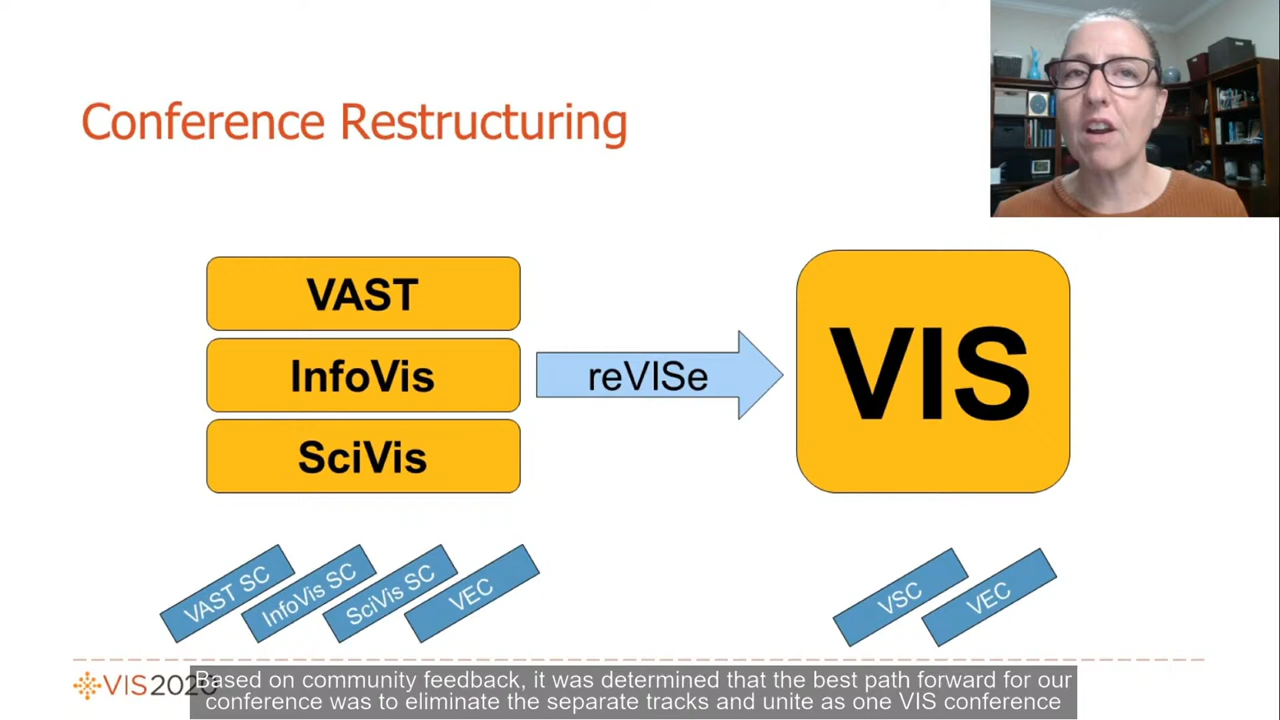 Conference Restructuring
VAST
InfoVis
SciVis
reVISe
VIS
VAST SC
InfoVis SC
SciVis SC
VEC
VSC
VEC
VIS2020
Based on community feedback, it was determined that the best path forward for our
conference was to eliminate the separate tracks and unite as one VIS conference